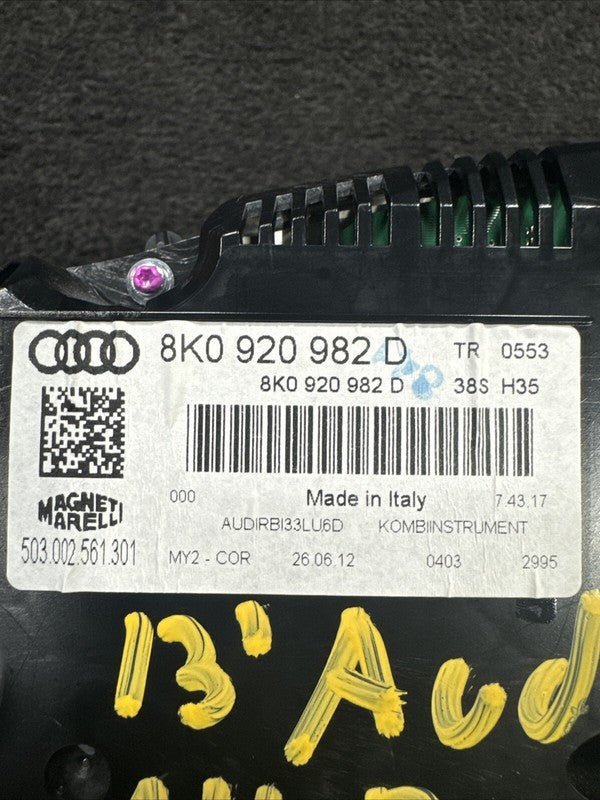 8K0 920 982 D TR 0553
8K0 920 982 D 38S H35
MAGNETI
MARELLI
503.002.561.301
000 Made in Italy 7.43.17
AUDIRBI33LU6D KOMBIINSTRUMENT
MY2 - COR 26.06.12 0403 2995
13' Aud